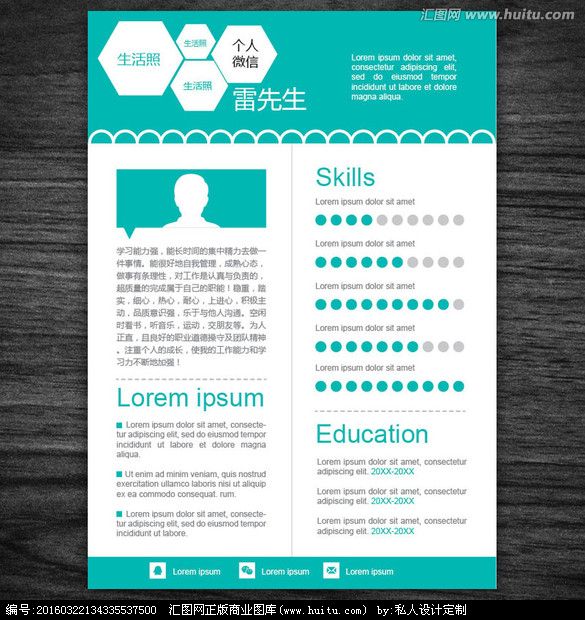 汇图网 www.huitu.com
生活照
生活照
个人
微信
生活照
雷先生
Lorem ipsum dolor sit amet,
consectetur adipiscing elit,
sed do eiusmod tempor
incididunt ut labore et dolore
magna aliqua.
学习能力强，能长时间的集中精力去做一
件事情。能很好地自我管理，成熟心态，
做事有条理性，对工作是认真与负责的，
超质量的完成属于自己的职能！稳重，踏
实，细心，热心，耐心，上进心，积极主
动，品质意识强，乐于与他人沟通。空闲
时看书，听音乐，运动，交朋友等。为人
正直，且良好的职业道德操守及团队精神
。注重个人的成长，使我的工作能力和学
习力不断地加强！
Lorem ipsum
Lorem ipsum dolor sit amet, consecte-
tur adipiscing elit, sed do eiusmod tempor
incididunt ut labore et dolore magna
aliqua.
Ut enim ad minim veniam, quis nostrud
exercitation ullamco laboris nisi ut aliquip
ex ea commodo consequat. rum.
Lorem ipsum dolor sit amet, consecte-
tur adipiscing elit, sed do eiusmod tempor
incididunt ut labore.
Skills
Lorem ipsum dolor sit amet
Lorem ipsum dolor sit amet
Lorem ipsum dolor sit amet
Lorem ipsum dolor sit amet
Lorem ipsum dolor sit amet
Education
Lorem ipsum dolor sit amet, consectetur
adipiscing elit. 20XX-20XX
Lorem ipsum dolor sit amet, consectetur
adipiscing elit. 20XX-20XX
Lorem ipsum dolor sit amet, consectetur
adipiscing elit. 20XX-20XX
Lorem ipsum
Lorem ipsum
Lorem ipsum
编号:20160322134335537500 汇图网正版商业图库(www.huitu.com) by:私人设计定制